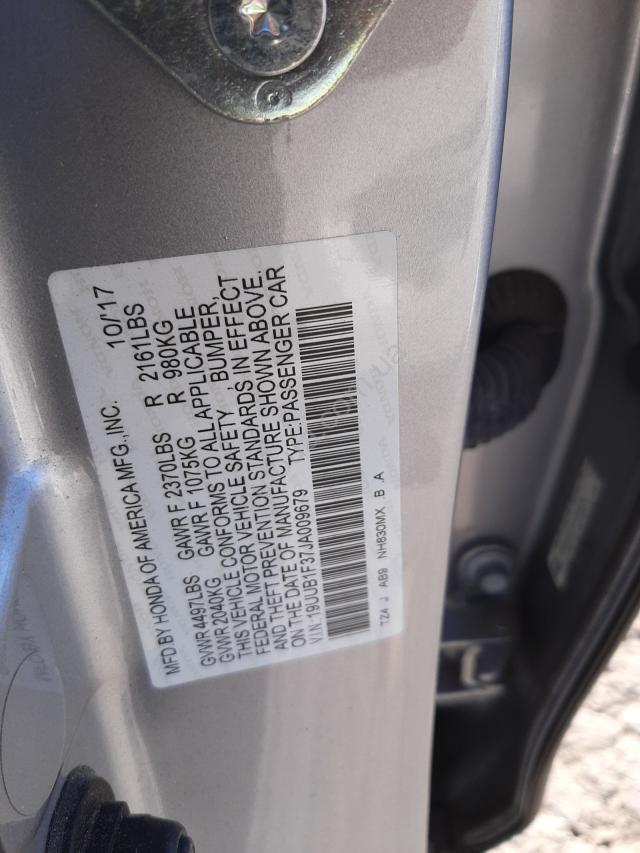 MFD.BY HONDA OF AMERICA MFG.,INC. 10/17
GVWR 4497LBS GAWR F 2370LBS R 2161LBS
GVWR 2040KG GAWR F 1075KG R 980KG
THIS VEHICLE CONFORMS TO ALL APPLICABLE
FEDERAL MOTOR VEHICLE SAFETY , BUMPER,
AND THEFT PREVENTION STANDARDS IN EFFECT
ON THE DATE OF MANUFACTURE SHOWN ABOVE.
VIN:19UUB1F37JA009679 TYPE:PASSENGER CAR
TZ4 J AB9 NH830MX B .A